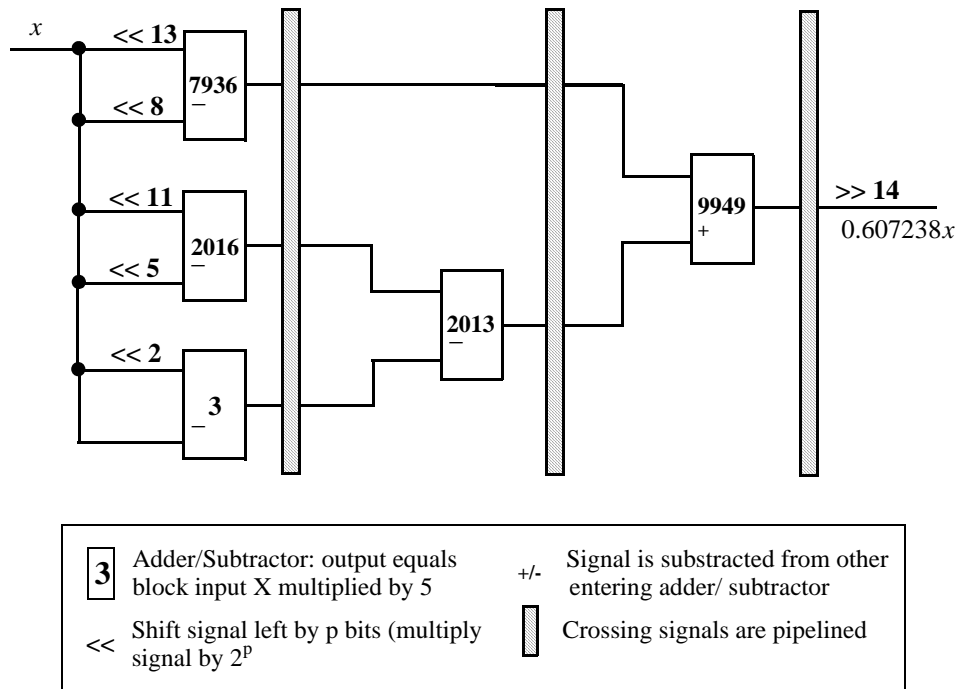 x
<< 13
7936
−
<< 8
<< 11
2016
−
<< 5
<< 2
3
−
2013
−
9949
+
>> 14
0.607238x
3 Adder/Subtractor: output equals
block input X multiplied by 5
<< Shift signal left by p bits (multiply
signal by 2^p
+/- Signal is substracted from other
entering adder/ subtractor
Crossing signals are pipelined